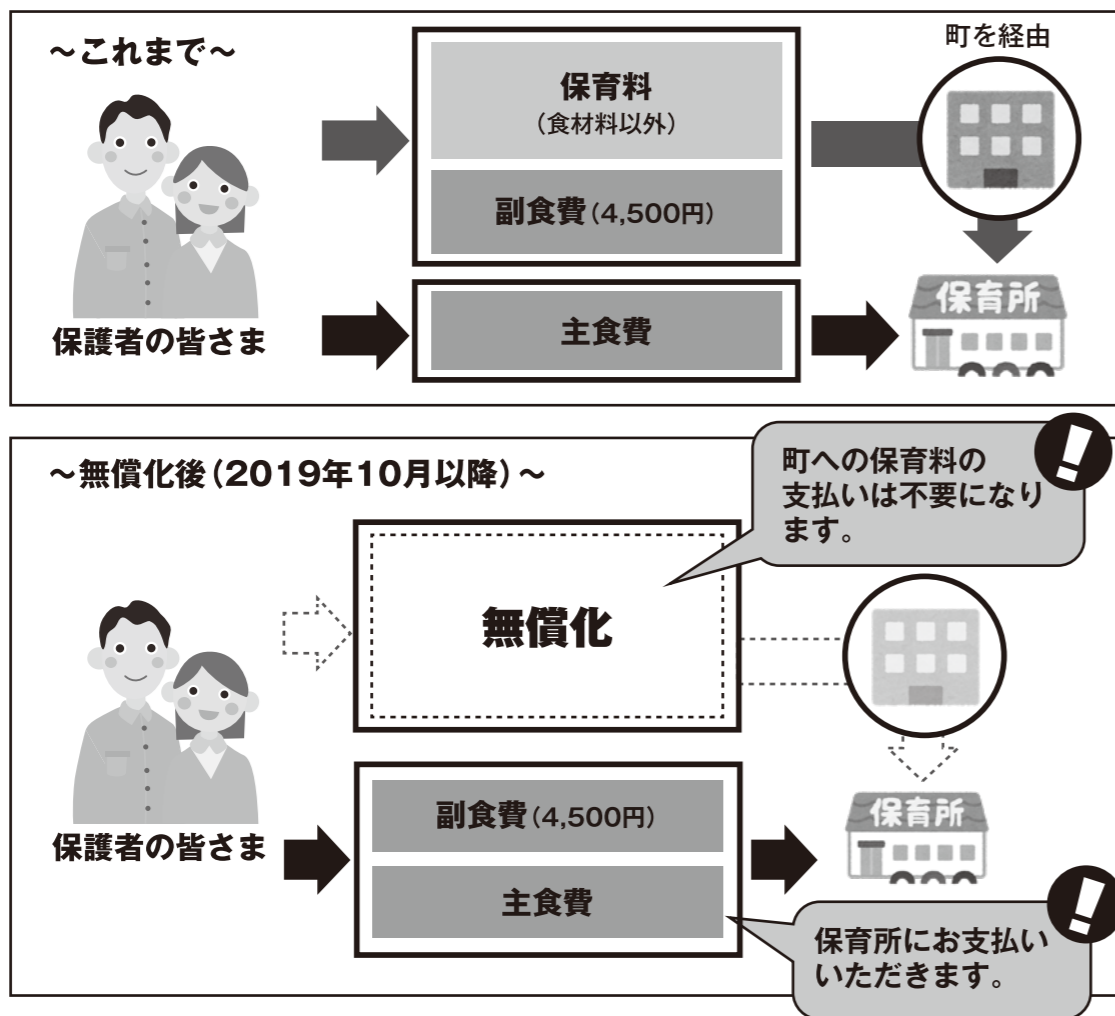 ～これまで～
町を経由
保育料
（食材料以外）
副食費（4,500円）
保育所
主食費
保護者の皆さま
～無償化後（2019年10月以降）～
町への保育料の
支払いは不要になり
ます。
無償化
副食費（4,500円）
保育所
保護者の皆さま
主食費
保育所にお支払い
いただきます。